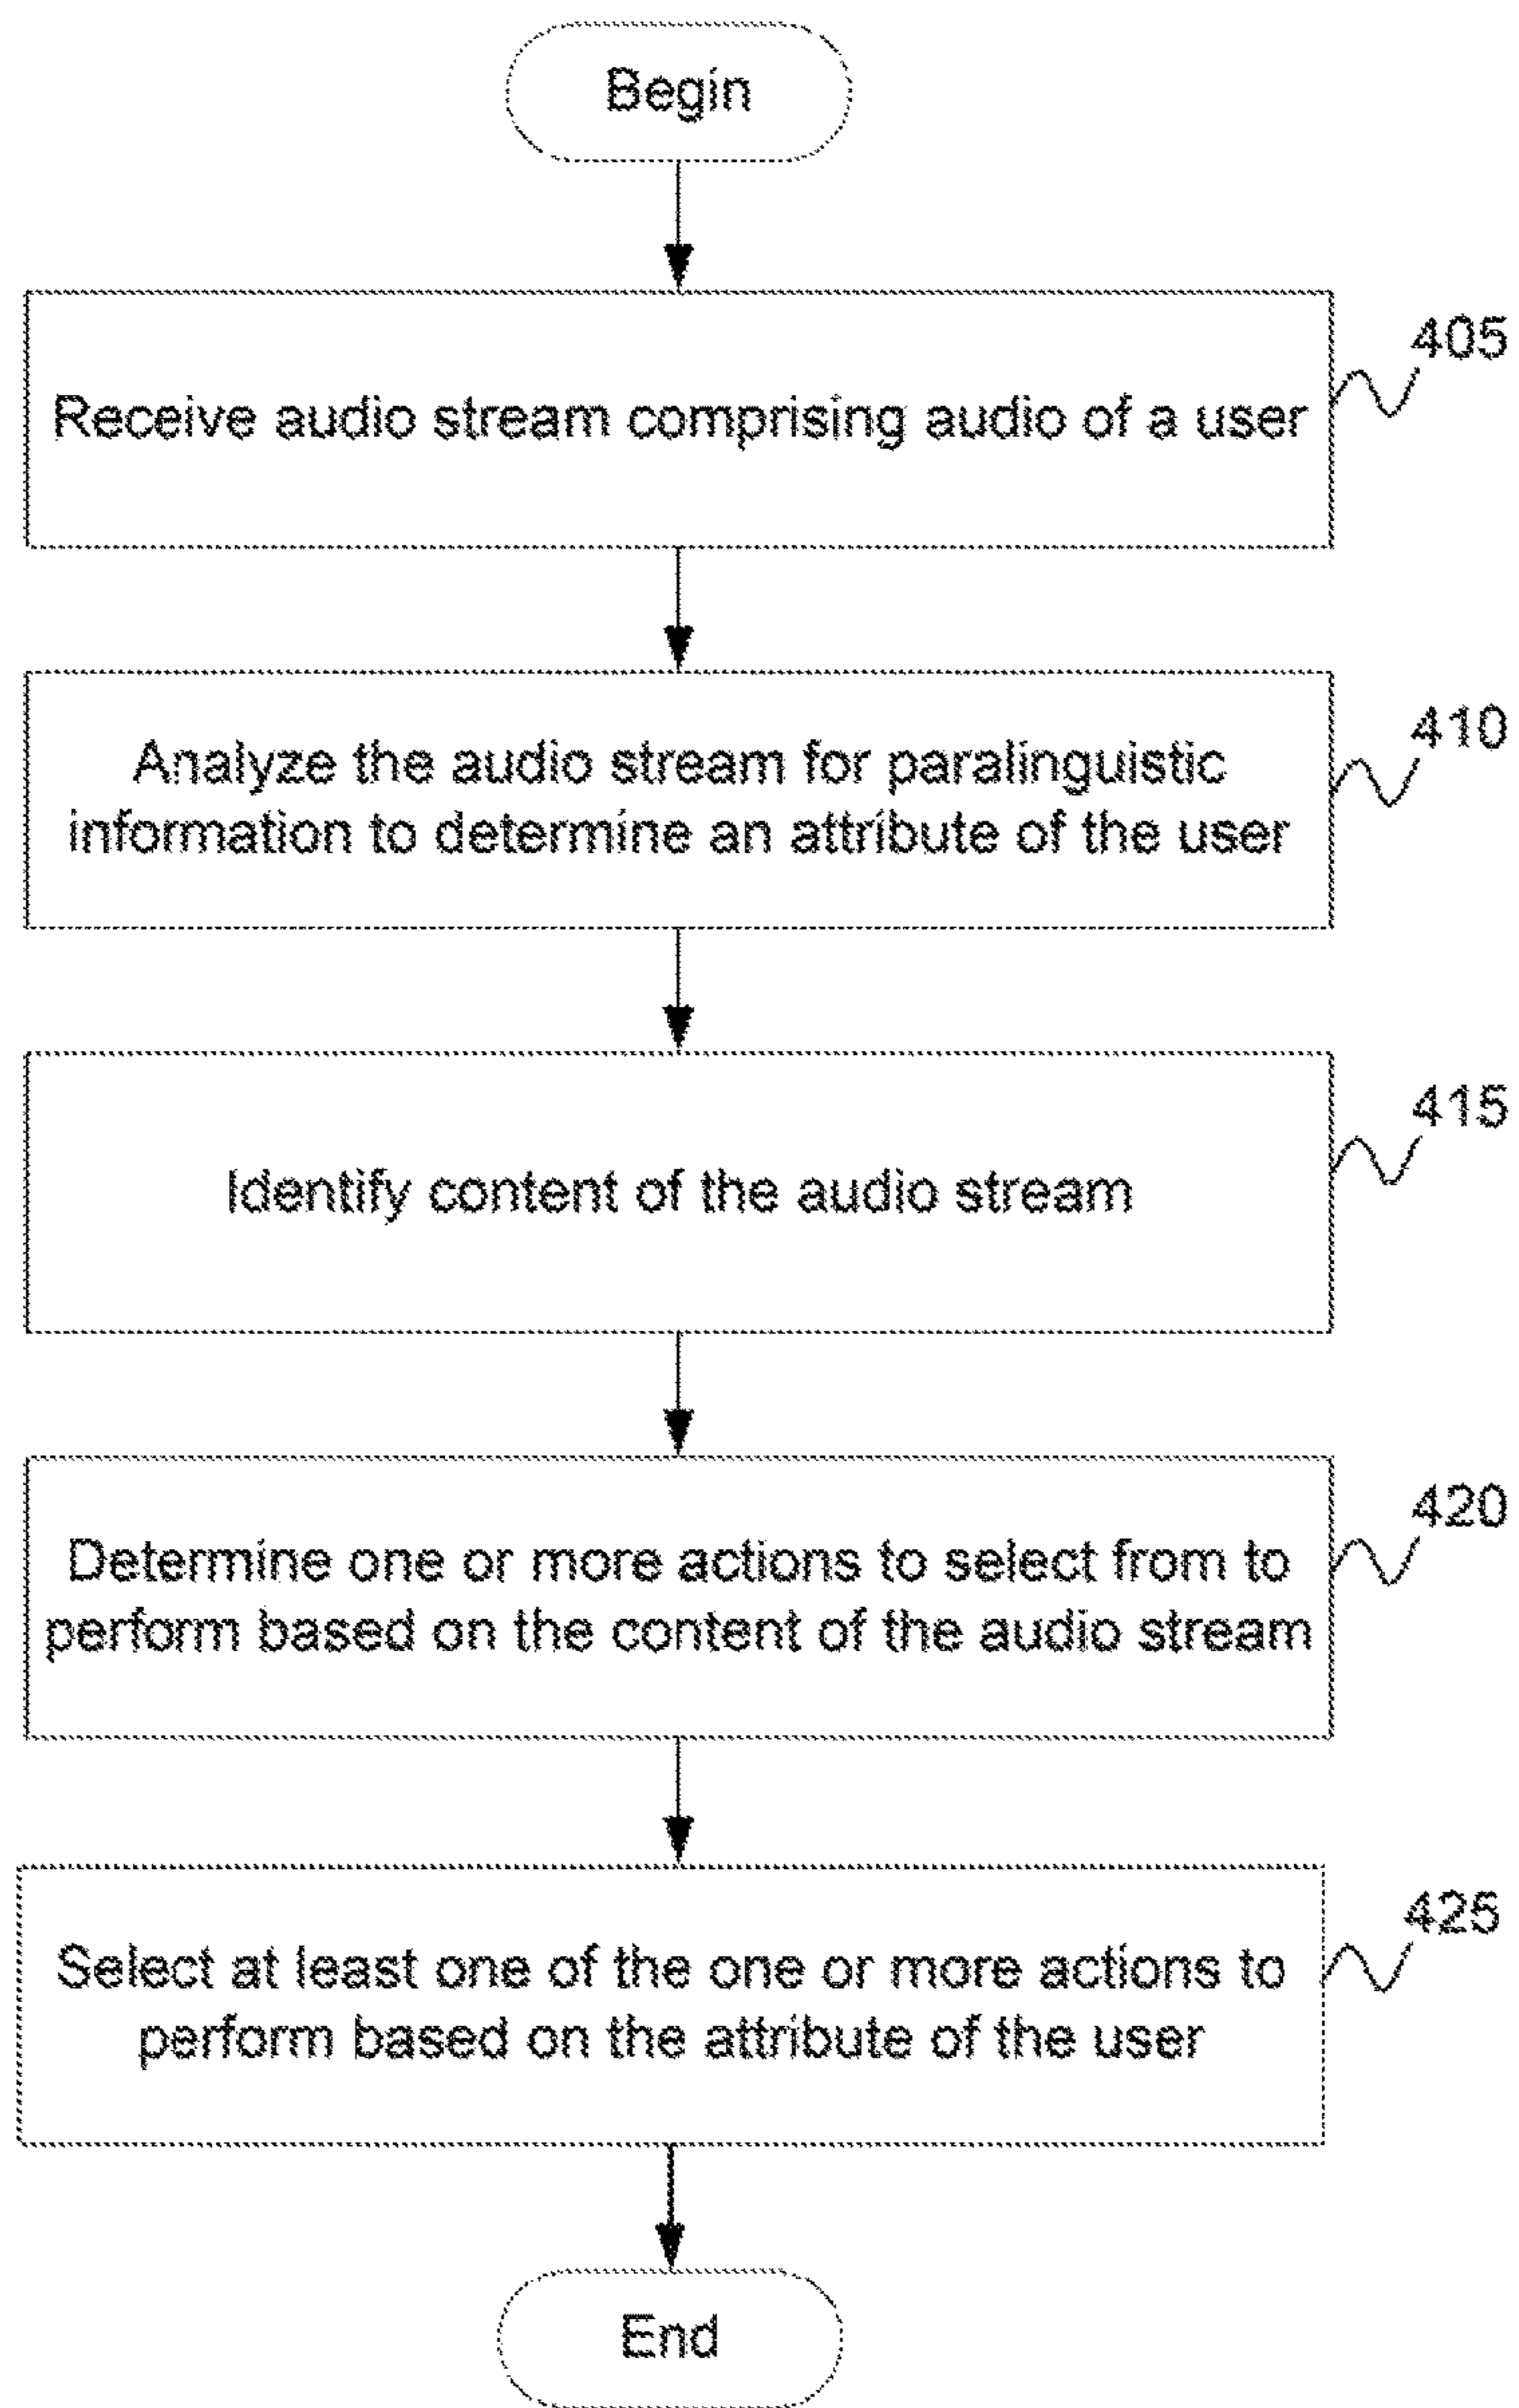 Begin
Receive audio stream comprising audio of a user
405
Analyze the audio stream for paralinguistic
information to determine an attribute of the user
410
Identify content of the audio stream
415
Determine one or more actions to select from to
perform based on the content of the audio stream
420
Select at least one of the one or more actions to
perform based on the attribute of the user
425
End